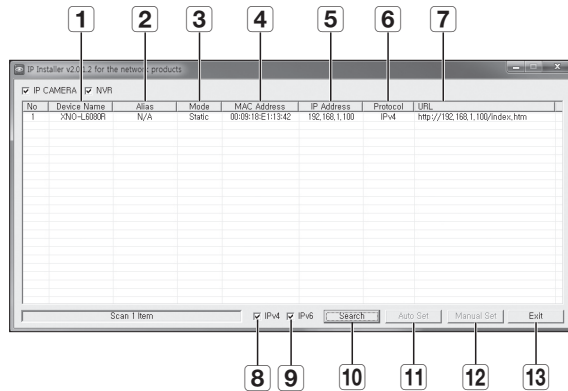 1 2 3 4 5 6 7
IP Installer v2.0.1.2 for the network products
IP CAMERA NVR
No Device Name Alias Mode MAC Address IP Address Protocol URL
1 XNO-L6080R N/A Static 00:09:18:E1:13:42 192,168,1,100 IPv4 http://192,168,1,100/index,htm
Scan 1 Item IPv4 IPv6 Search Auto Set Manual Set Exit
8 9 10 11 12 13